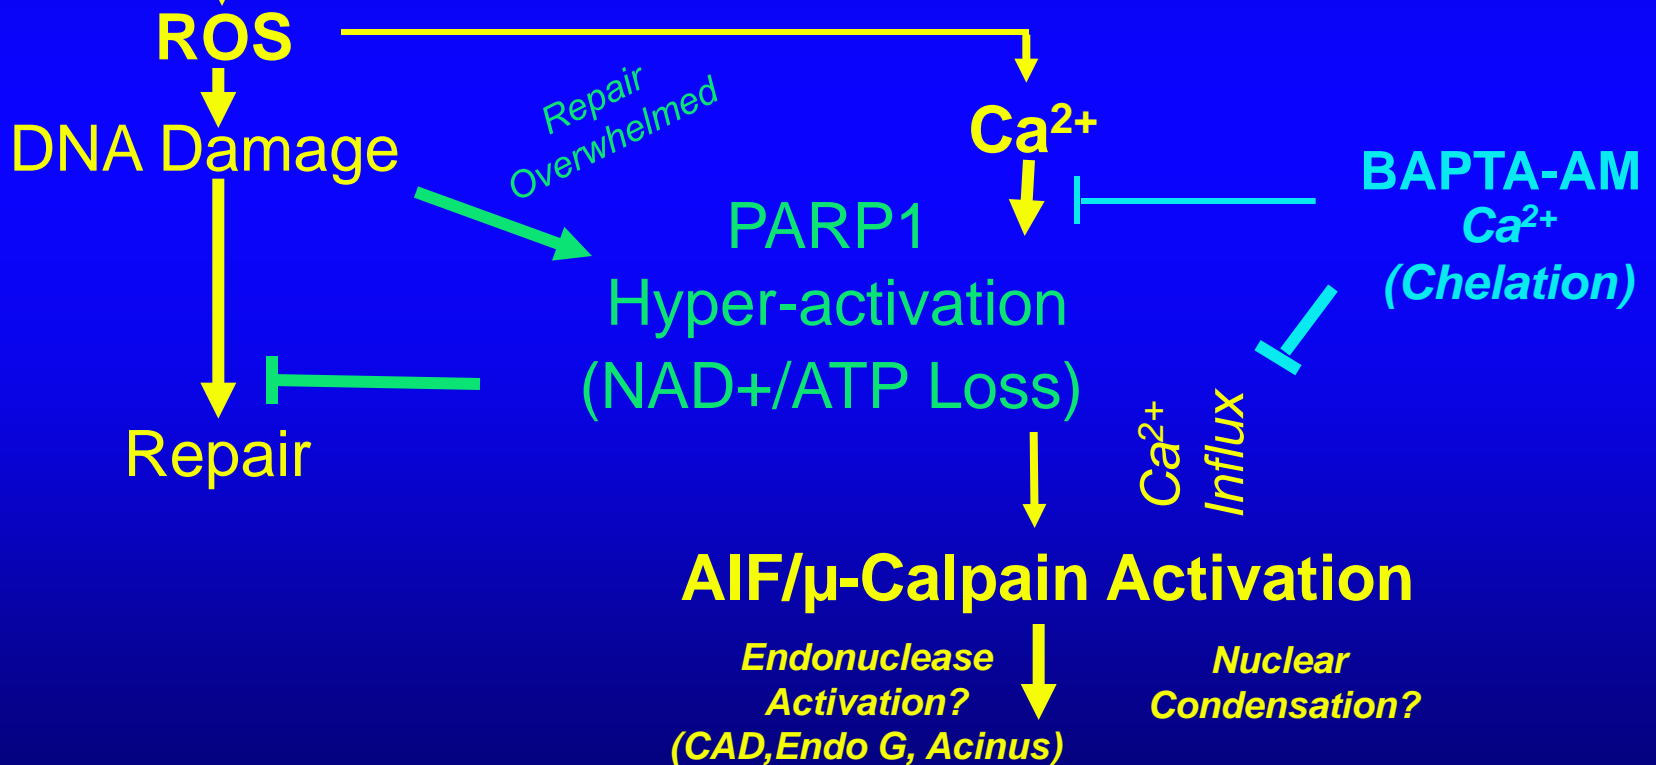 ROS
Repair
Overwhelmed
Ca²⁺
DNA Damage
BAPTA-AM
Ca²⁺
(Chelation)
PARP1
Hyper-activation
(NAD+/ATP Loss)
Repair
Ca²⁺
Influx
AIF/µ-Calpain Activation
Endonuclease
Activation?
(CAD,Endo G, Acinus)
Nuclear
Condensation?